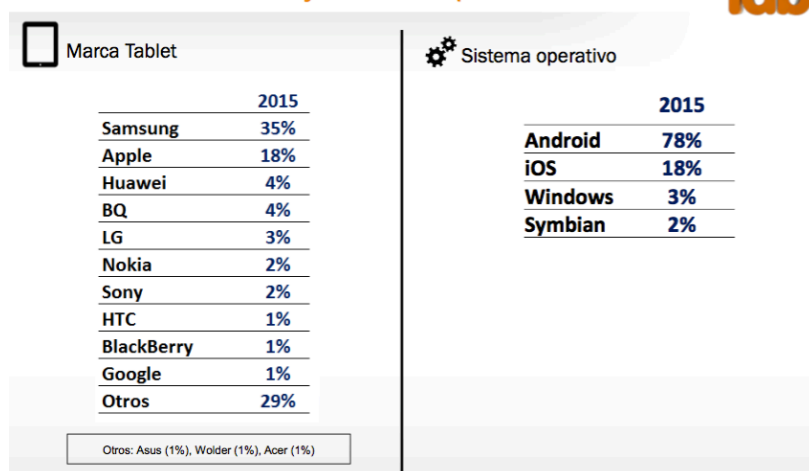 Marca Tablet
2015
Samsung 35%
Apple 18%
Huawei 4%
BQ 4%
LG 3%
Nokia 2%
Sony 2%
HTC 1%
BlackBerry 1%
Google 1%
Otros 29%
Otros: Asus (1%), Wolder (1%), Acer (1%)
Sistema operativo
2015
Android 78%
iOS 18%
Windows 3%
Symbian 2%